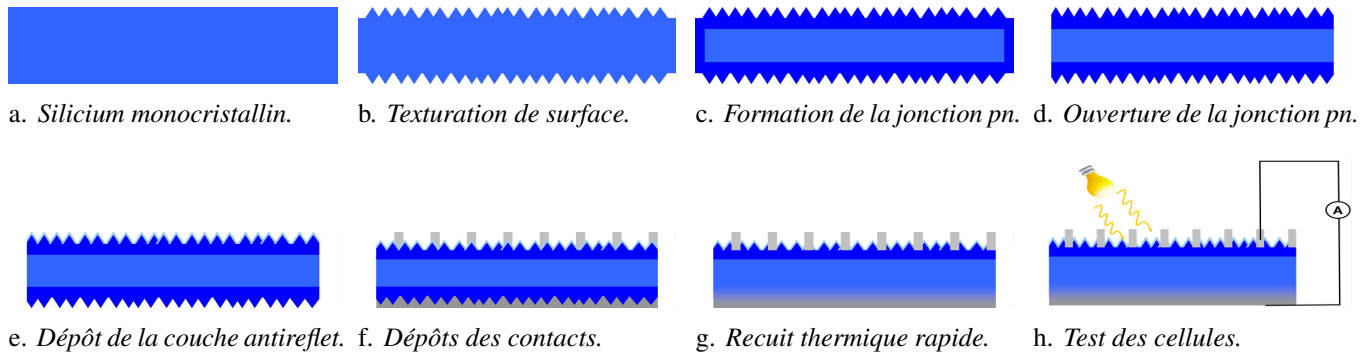 a. Silicium monocristallin.
b. Texturation de surface.
c. Formation de la jonction pn.
d. Ouverture de la jonction pn.
A
e. Dépôt de la couche antireflet.
f. Dépôts des contacts.
g. Recuit thermique rapide.
h. Test des cellules.